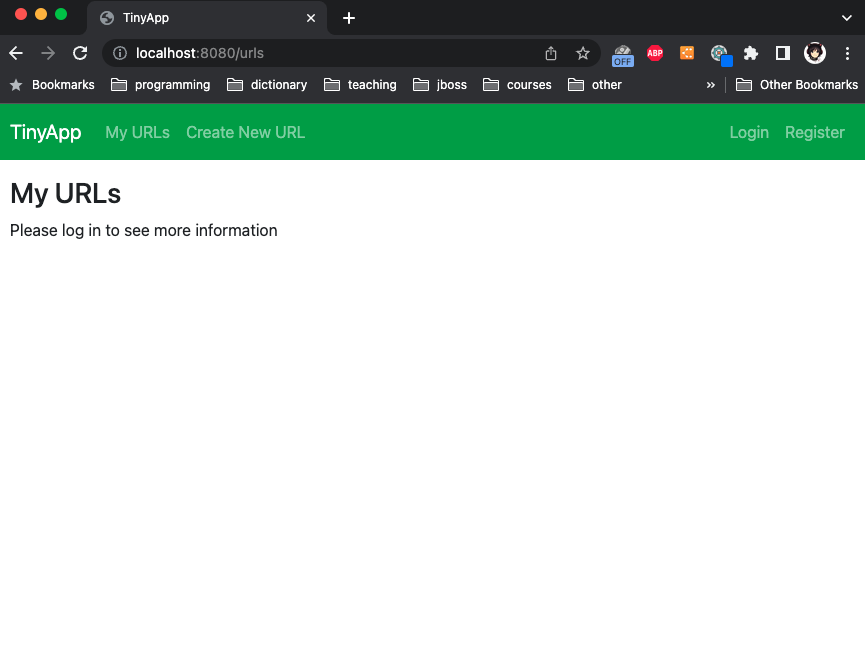 TinyApp
localhost:8080/urls
OFF
ABP
Bookmarks programming dictionary teaching jboss courses other » Other Bookmarks
TinyApp My URLs Create New URL Login Register
My URLs
Please log in to see more information